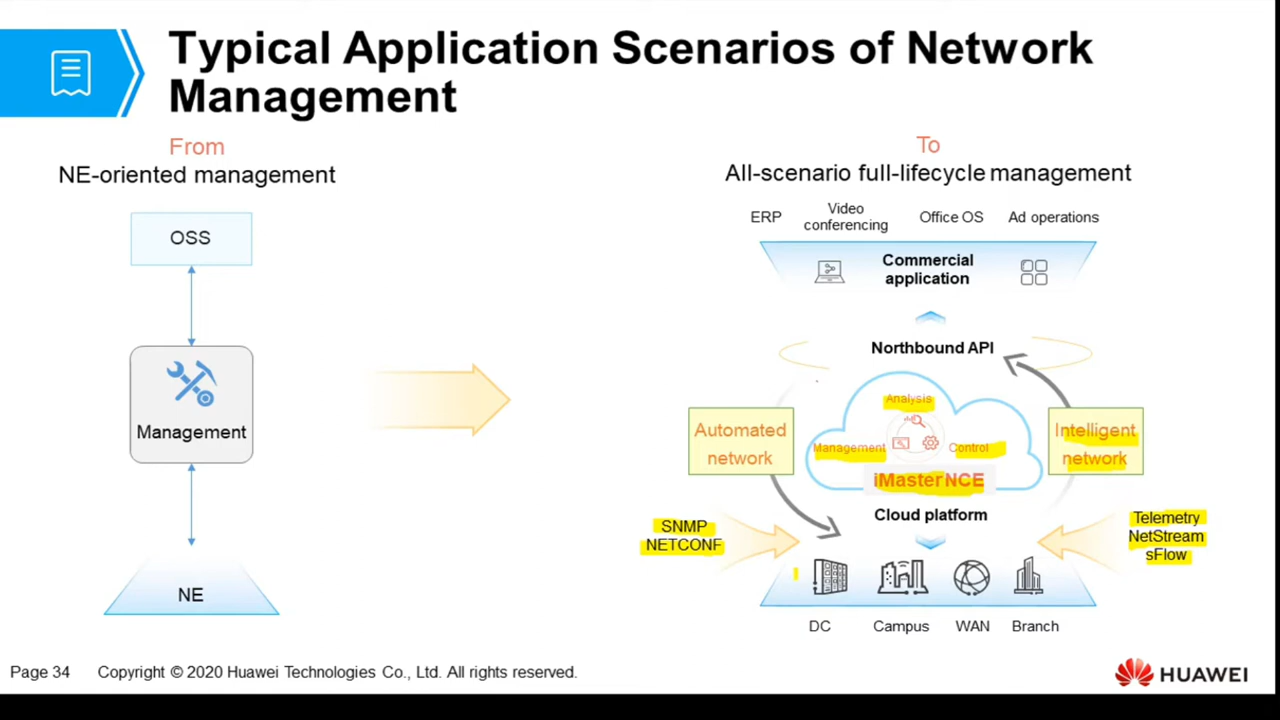 Typical Application Scenarios of Network
Management
From
NE-oriented management
OSS
Management
NE
To
All-scenario full-lifecycle management
ERP
Video
conferencing
Office OS
Ad operations
Commercial
application
Northbound API
Automated
network
Analysis
Management
Control
iMaster NCE
Intelligent
network
Cloud platform
SNMP
NETCONF
Telemetry
NetStream
sFlow
DC
Campus
WAN
Branch
Page 34
Copyright © 2020 Huawei Technologies Co., Ltd. All rights reserved.
HUAWEI